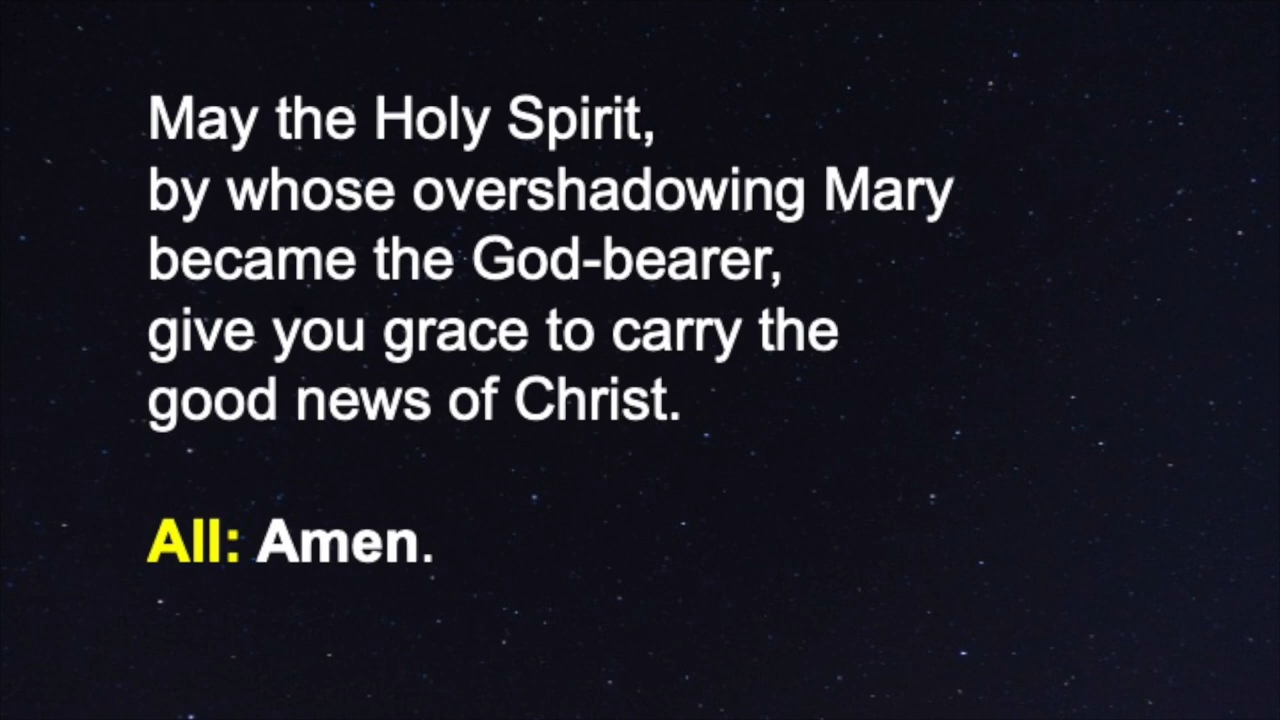 May the Holy Spirit,
by whose overshadowing Mary
became the God-bearer,
give you grace to carry the
good news of Christ.
All: Amen.